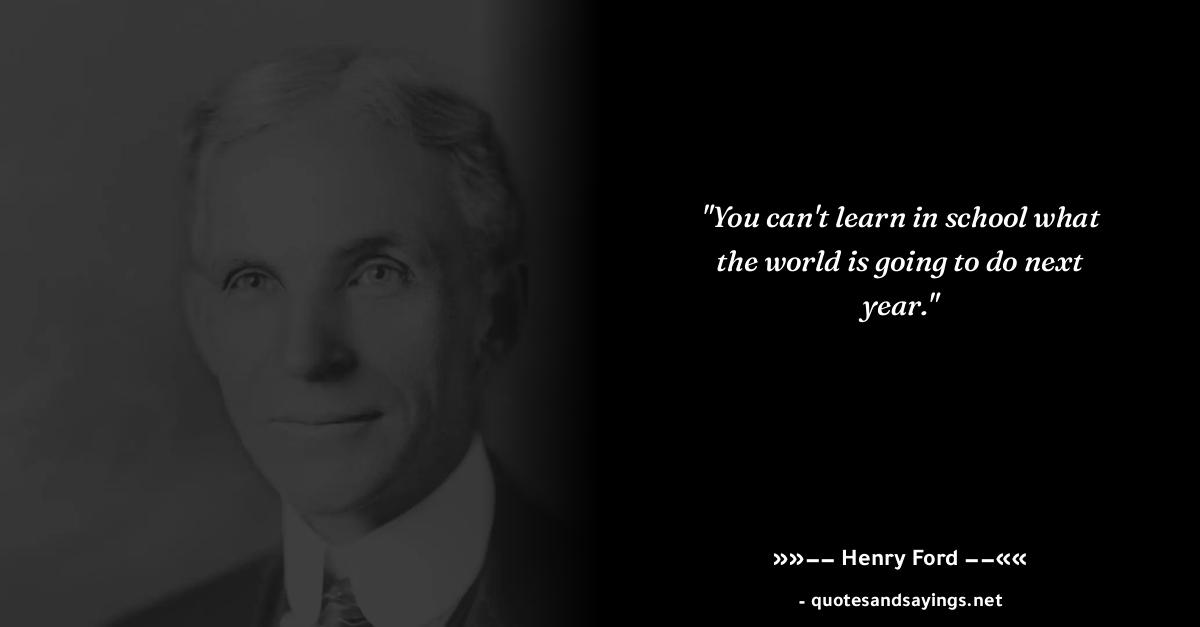 "You can't learn in school what
the world is going to do next
year."
»»−− Henry Ford −−««
- quotesandsayings.net